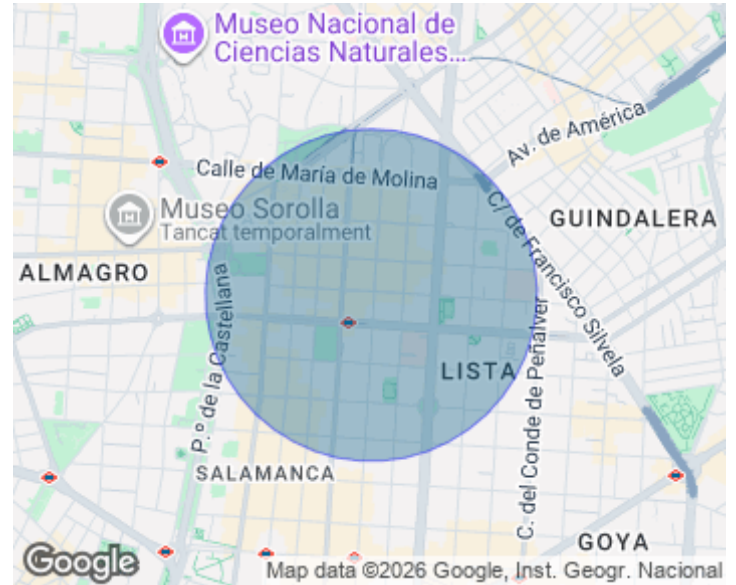 Museo Nacional de
Ciencias Naturales...
Av. de América
Calle de María de Molina
C/ de Francisco Silvela
Museo Sorolla
Tancat temporalment
GUINDALERA
ALMAGRO
P.º de la Castellana
LISTA
C. del Conde de Peñalver
SALAMANCA
GOYA
Google
Map data ©2026 Google, Inst. Geogr. Nacional